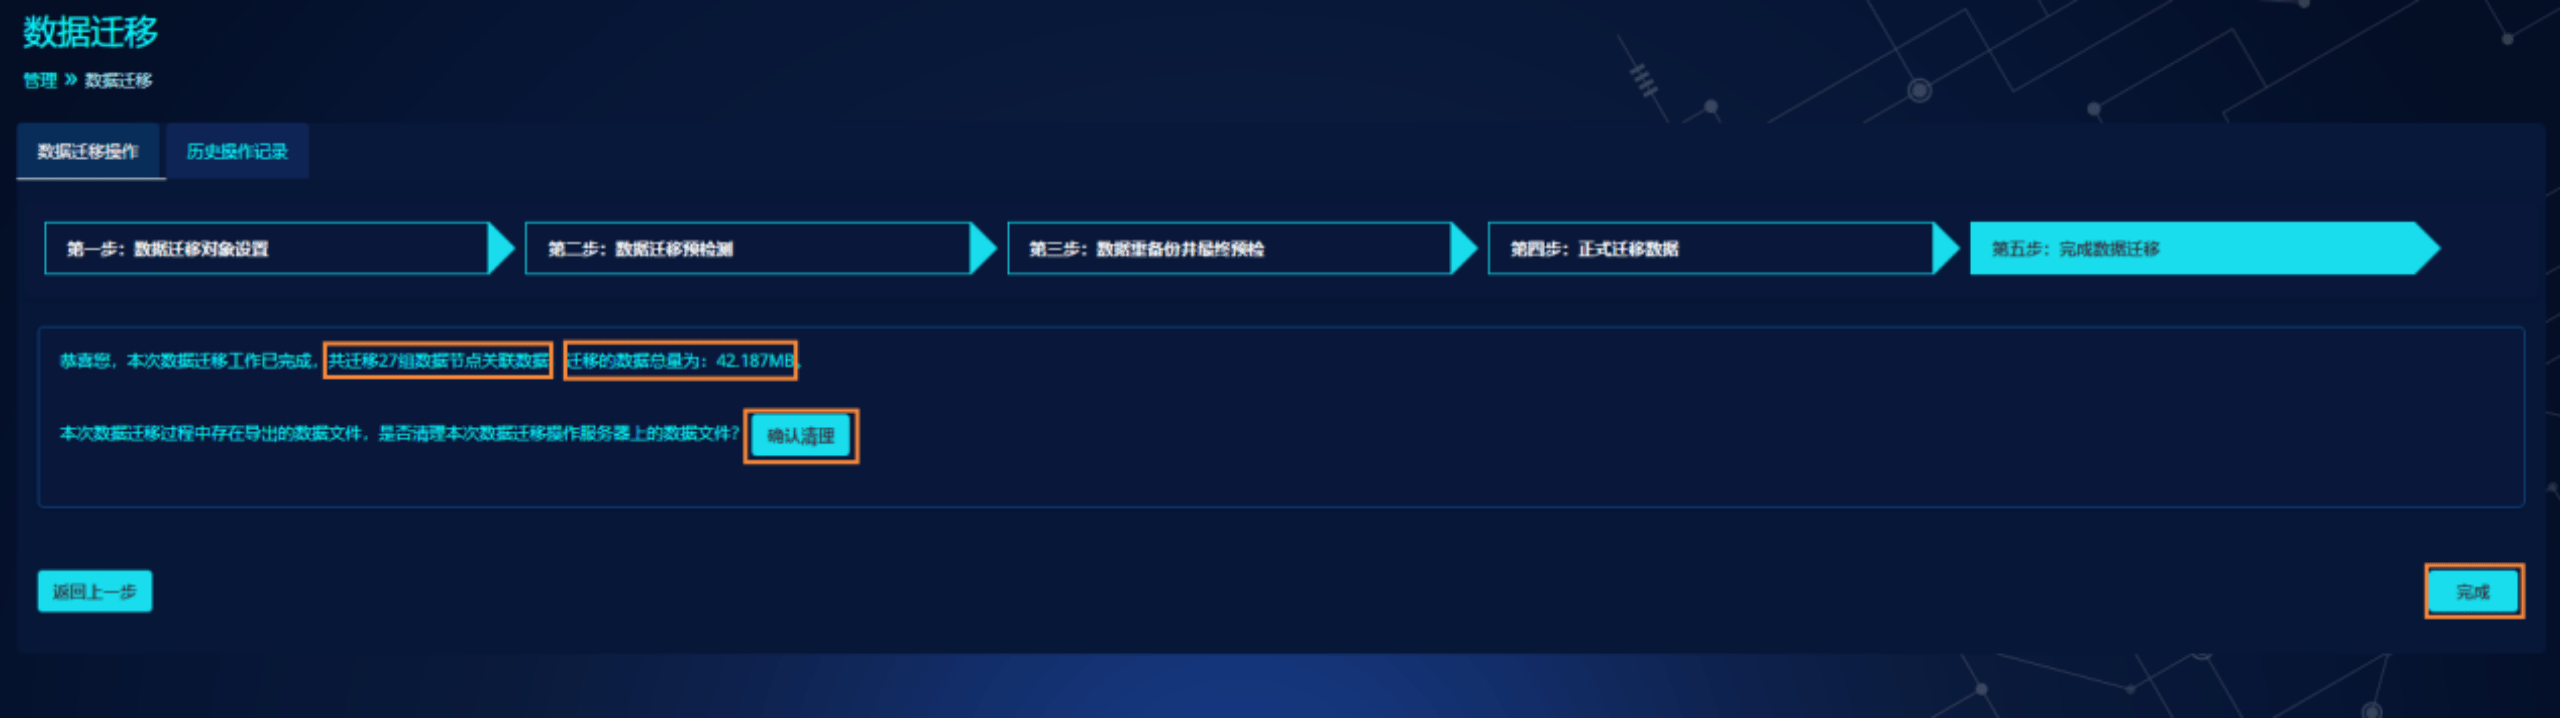 数据迁移
管理 » 数据迁移
数据迁移操作 历史操作记录
第一步：数据迁移对象设置 第二步：数据迁移预检测 第三步：数据重备份并最终预检 第四步：正式迁移数据 第五步：完成数据迁移
恭喜您，本次数据迁移工作已完成，共迁移27组数据节点关联数据 迁移的数据总量为：42.187MB。
本次数据迁移过程中存在导出的数据文件，是否清理本次数据迁移操作服务器上的数据文件？ 确认清理
返回上一步 完成